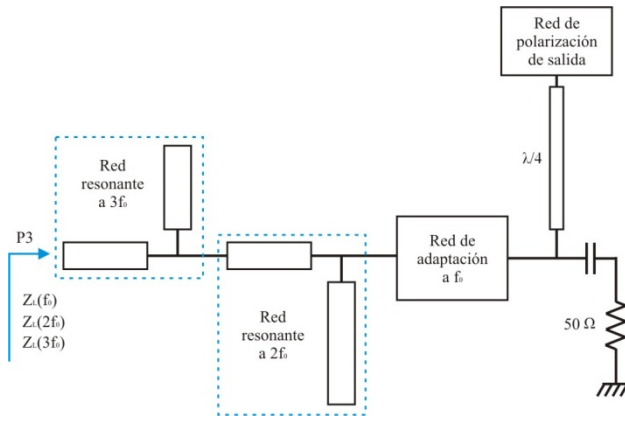 Red de
polarización
de salida
λ/4
Red
resonante
a 3f₀
P3
Red de
adaptación
a f₀
Z_L(f₀)
Z_L(2f₀)
Z_L(3f₀)
Red
resonante
a 2f₀
50 Ω